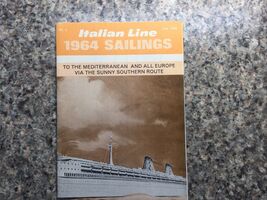 Italian Line
1964 SAILINGS
TO THE MEDITERRANEAN AND ALL EUROPE
VIA THE SUNNY SOUTHERN ROUTE